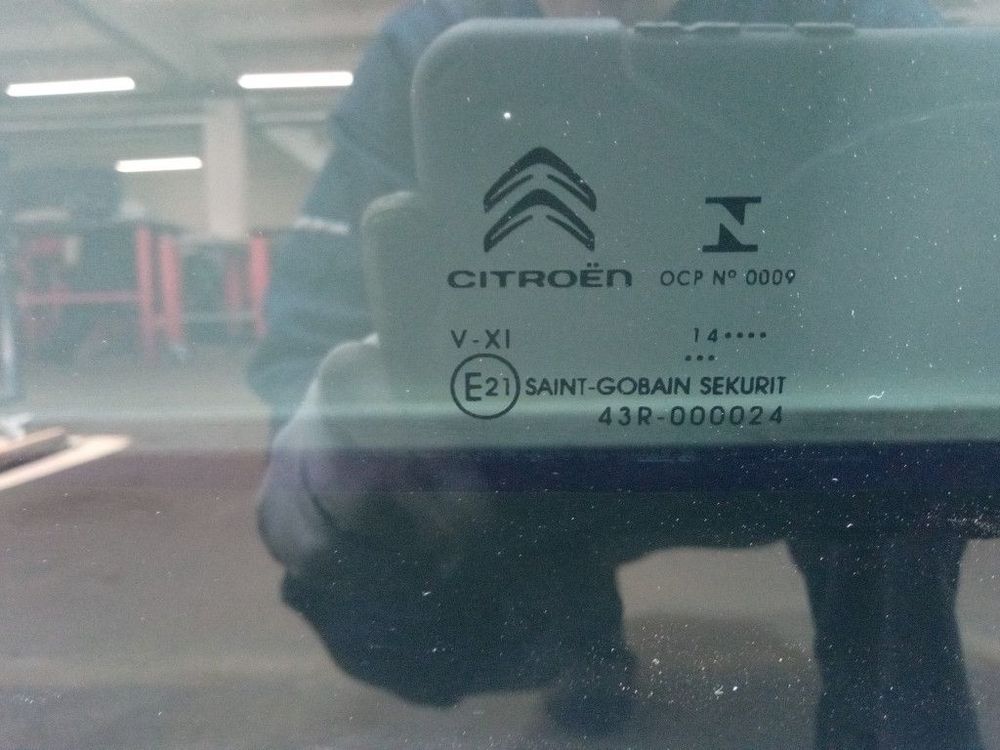 CITROËN
OCP Nº 0009
V-XI
14••••
•••
E21 SAINT-GOBAIN SEKURIT
43R-000024